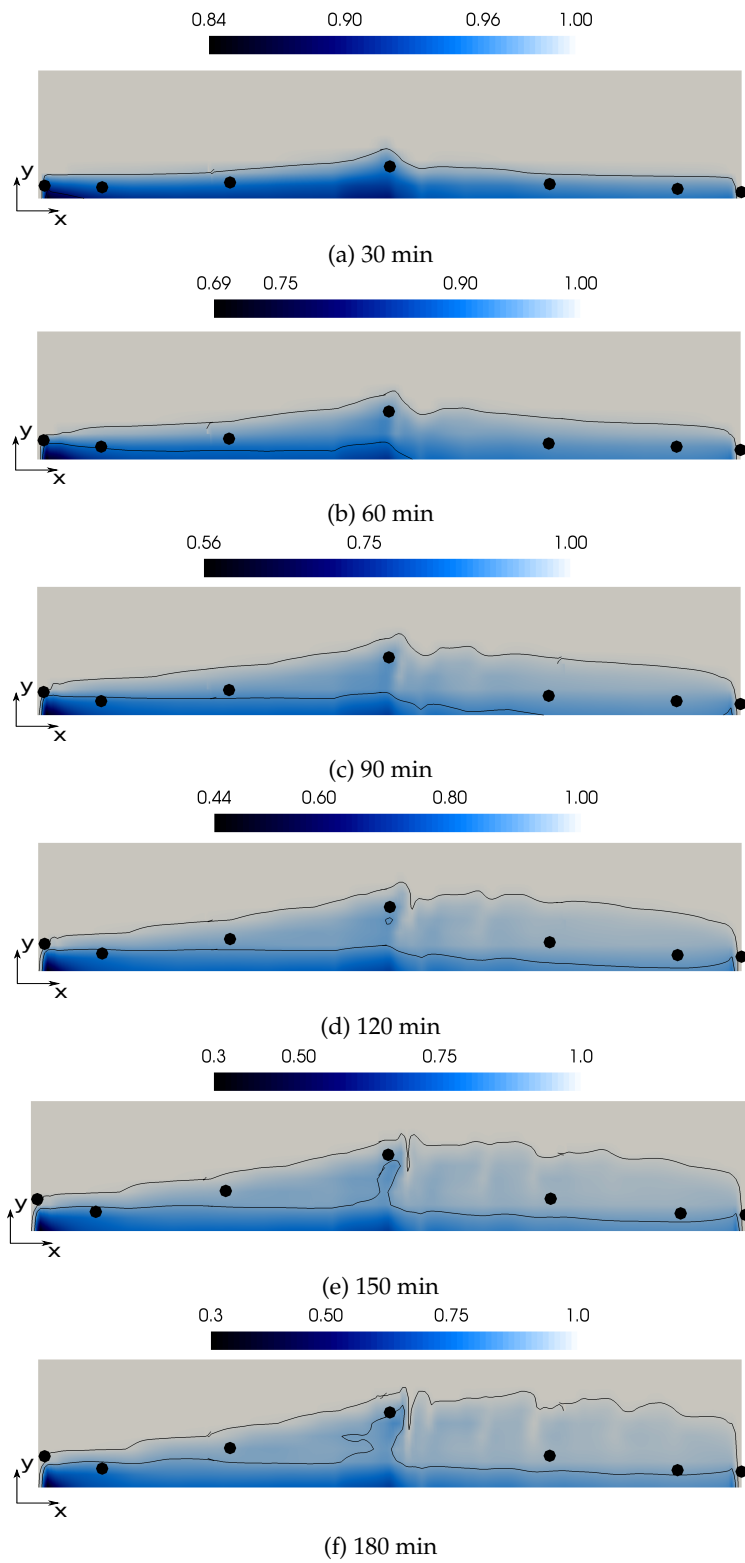 0.84 0.90 0.96 1.00
y
x
(a) 30 min
0.69 0.75 0.90 1.00
y
x
(b) 60 min
0.56 0.75 1.00
y
x
(c) 90 min
0.44 0.60 0.80 1.00
y
x
(d) 120 min
0.3 0.50 0.75 1.0
y
x
(e) 150 min
0.3 0.50 0.75 1.0
y
x
(f) 180 min